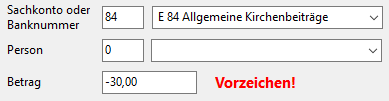 Sachkonto oder
Banknummer 84 E 84 Allgemeine Kirchenbeiträge
Person 0
Betrag -30,00 Vorzeichen!